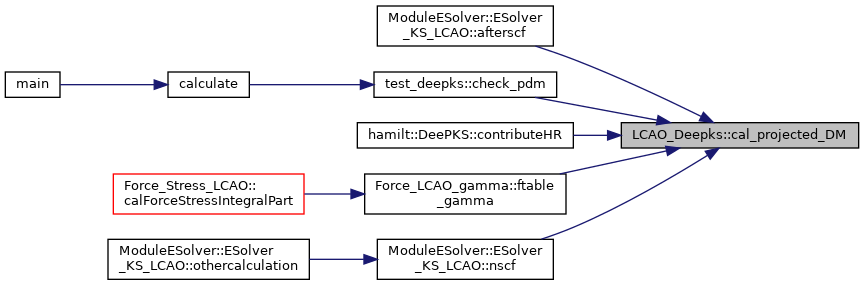 ModuleESolver::ESolver
_KS_LCAO::afterscf
main
calculate
test_deepks::check_pdm
hamilt::DeePKS::contributeHR
LCAO_Deepks::cal_projected_DM
Force_Stress_LCAO::
calForceStressIntegralPart
Force_LCAO_gamma::ftable
_gamma
ModuleESolver::ESolver
_KS_LCAO::othercalculation
ModuleESolver::ESolver
_KS_LCAO::nscf